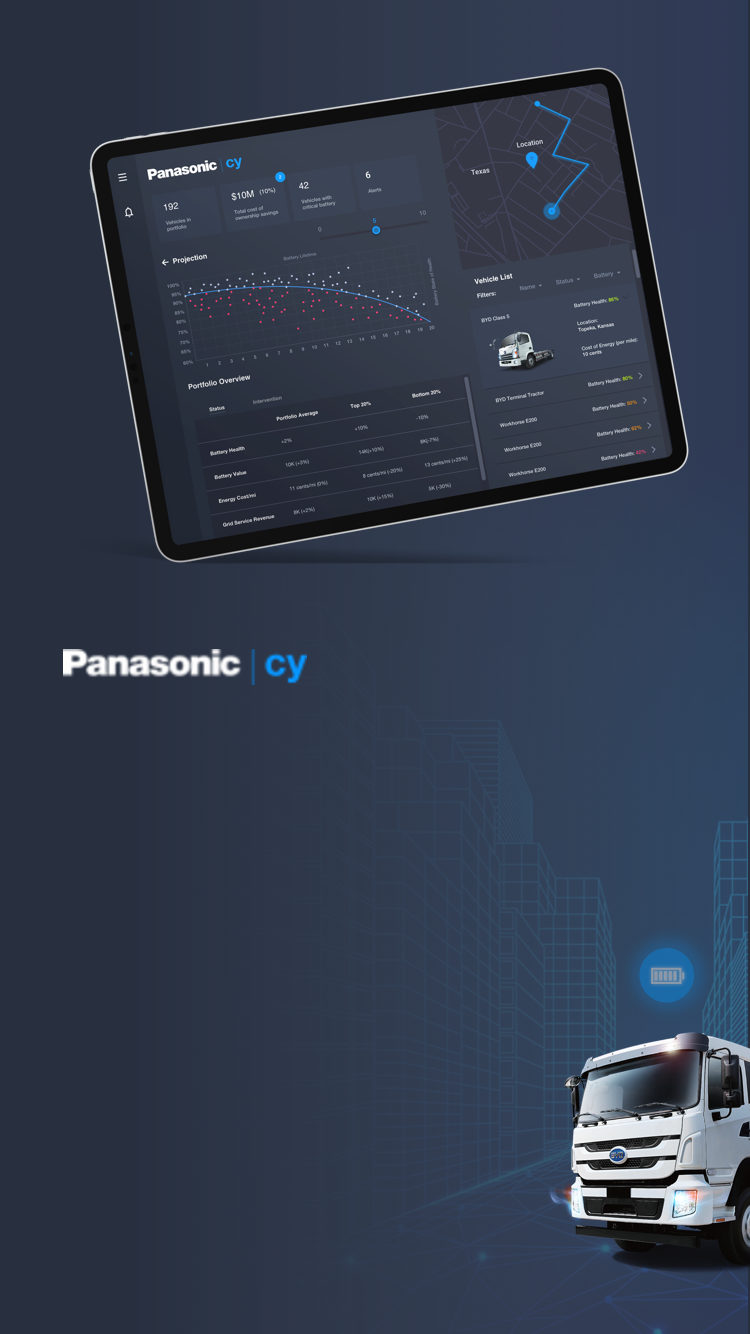 Panasonic | cy
192
Vehicles in
portfolio
$10M (10%)
2
Total cost of
ownership savings
42
Vehicles with
critical battery
6
Alerts
0
5
10
← Projection
Battery Lifetime
Battery State of Health
100%
95%
90%
85%
80%
75%
70%
65%
60%
1 2 3 4 5 6 7 8 9 10 11 12 13 14 15 16 17 18 19 20
Portfolio Overview
Status Intervention
Portfolio Average Top 20% Bottom 20%
Battery Health +2% +10% -10%
Battery Value 10K (+3%) 14K(+10%) 8K(-7%)
Energy Cost/mi 11 cents/mi (0%) 8 cents/mi (-20%) 13 cents/mi (+25%)
Grid Service Revenue 8K (+2%) 10K (+15%) 5K (-30%)
Location
Texas
Vehicle List
Filters: Name Status Battery
BYD Class 5
Battery Health: 86%
Location:
Topeka, Kansas
Cost of Energy (per mile):
10 cents
BYD Terminal Tractor Battery Health: 80%
Workhorse E200 Battery Health: 60%
Workhorse E200 Battery Health: 52%
Workhorse E200 Battery Health: 42%
Panasonic | cy
BYD